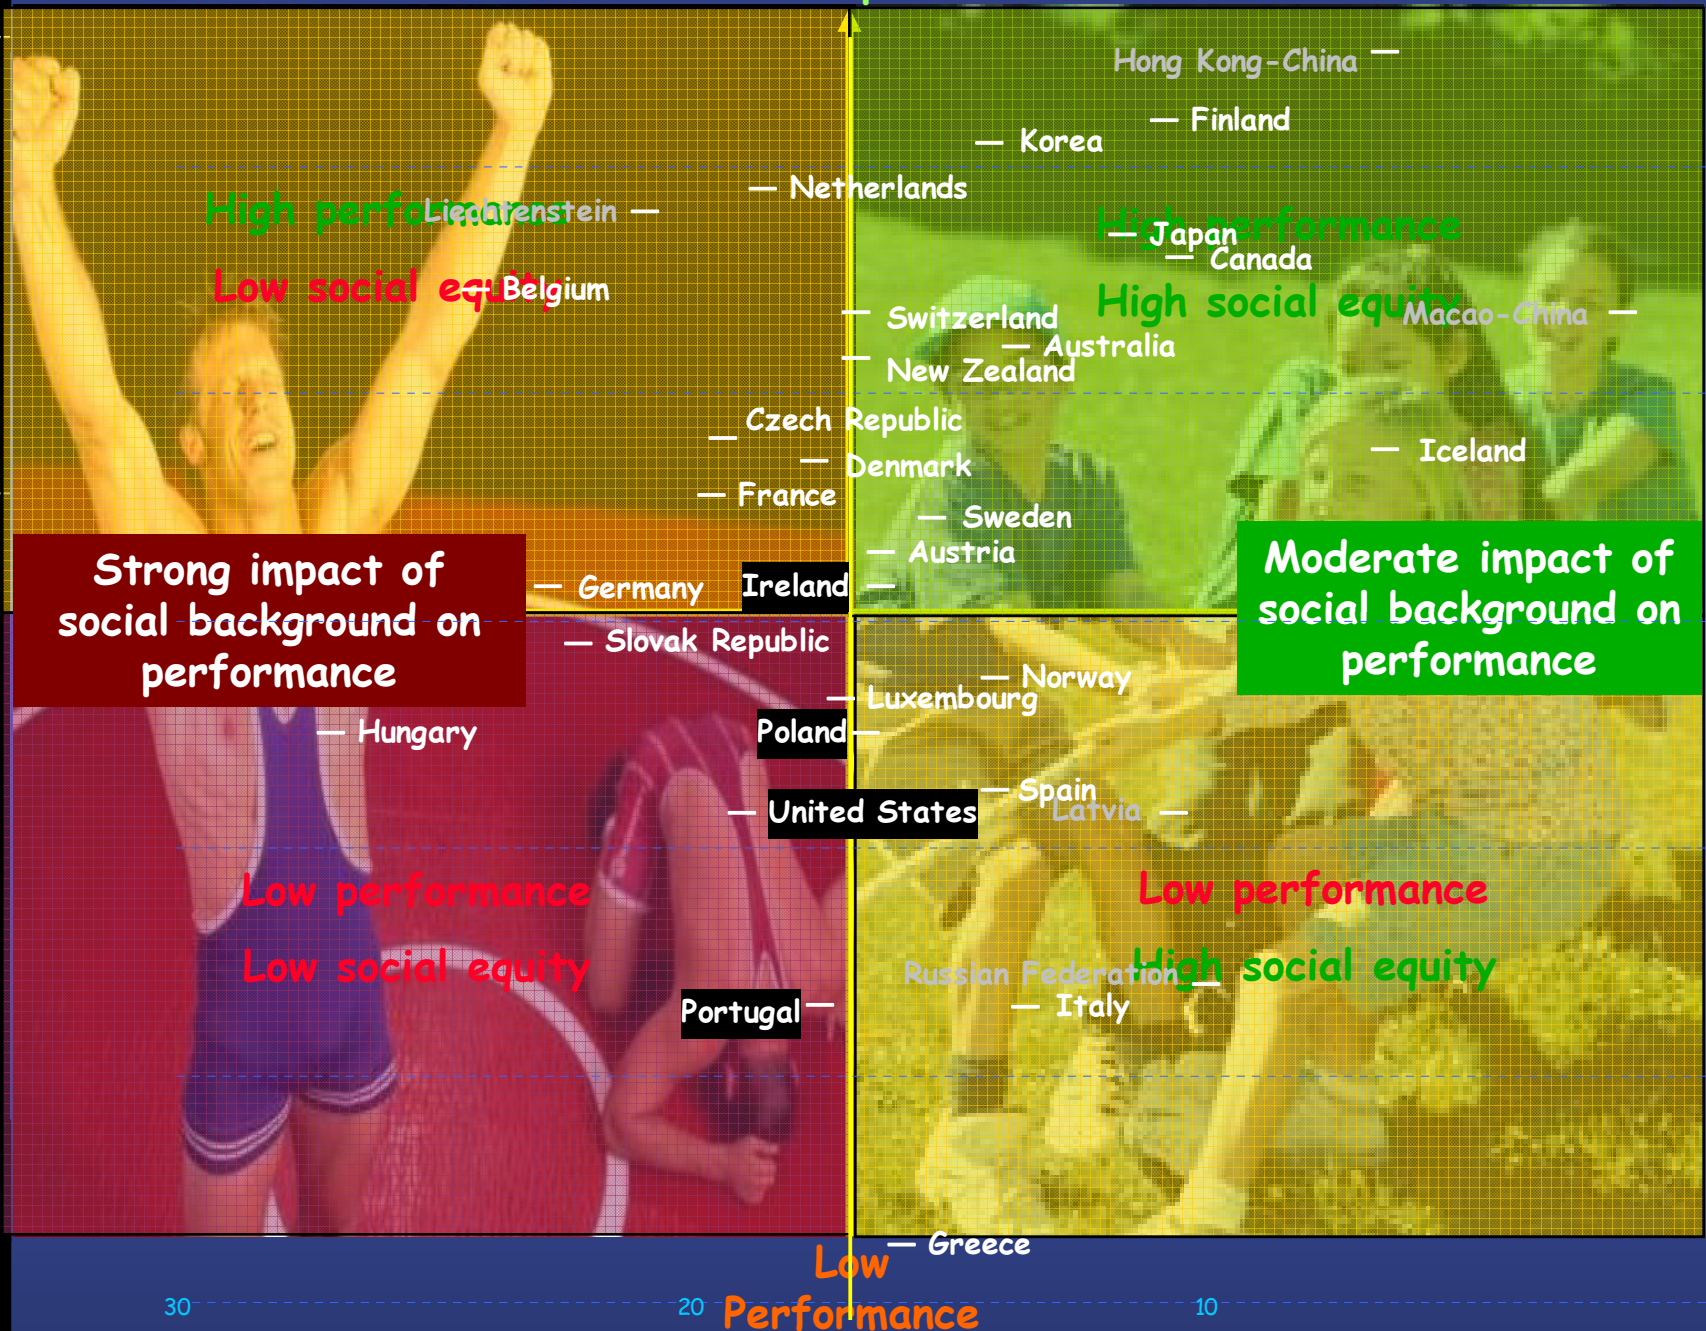 Hong Kong-China
Finland
Korea
Netherlands
High performance
Liechtenstein
High performance
Japan
Canada
Low social equity
Belgium
High social equity
Macao-China
Switzerland
Australia
New Zealand
Czech Republic
Iceland
Denmark
France
Sweden
Austria
Strong impact of
social background on
performance
Germany
Ireland
Moderate impact of
social background on
performance
Slovak Republic
Norway
Luxembourg
Hungary
Poland
Spain
Latvia
United States
Low performance
Low performance
Low social equity
High social equity
Russian Federation
Portugal
Italy
Greece
Low
Performance
30
20
10